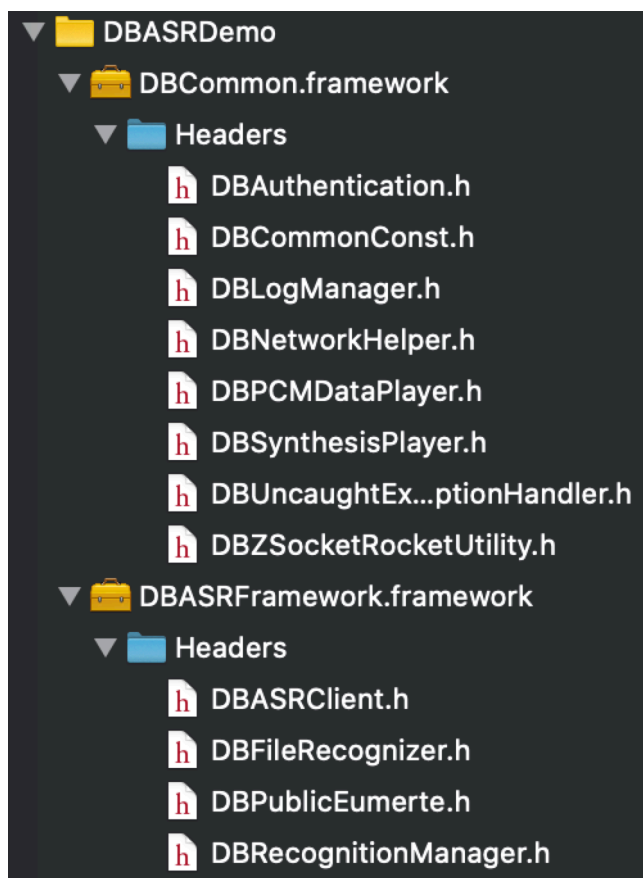 DBASRDemo
DBCommon.framework
Headers
h DBAuthentication.h
h DBCommonConst.h
h DBLogManager.h
h DBNetworkHelper.h
h DBPCMDataPlayer.h
h DBSynthesisPlayer.h
h DBUncaughtEx...ptionHandler.h
h DBZSocketRocketUtility.h
DBASRFramework.framework
Headers
h DBASRClient.h
h DBFileRecognizer.h
h DBPublicEumerte.h
h DBRecognitionManager.h